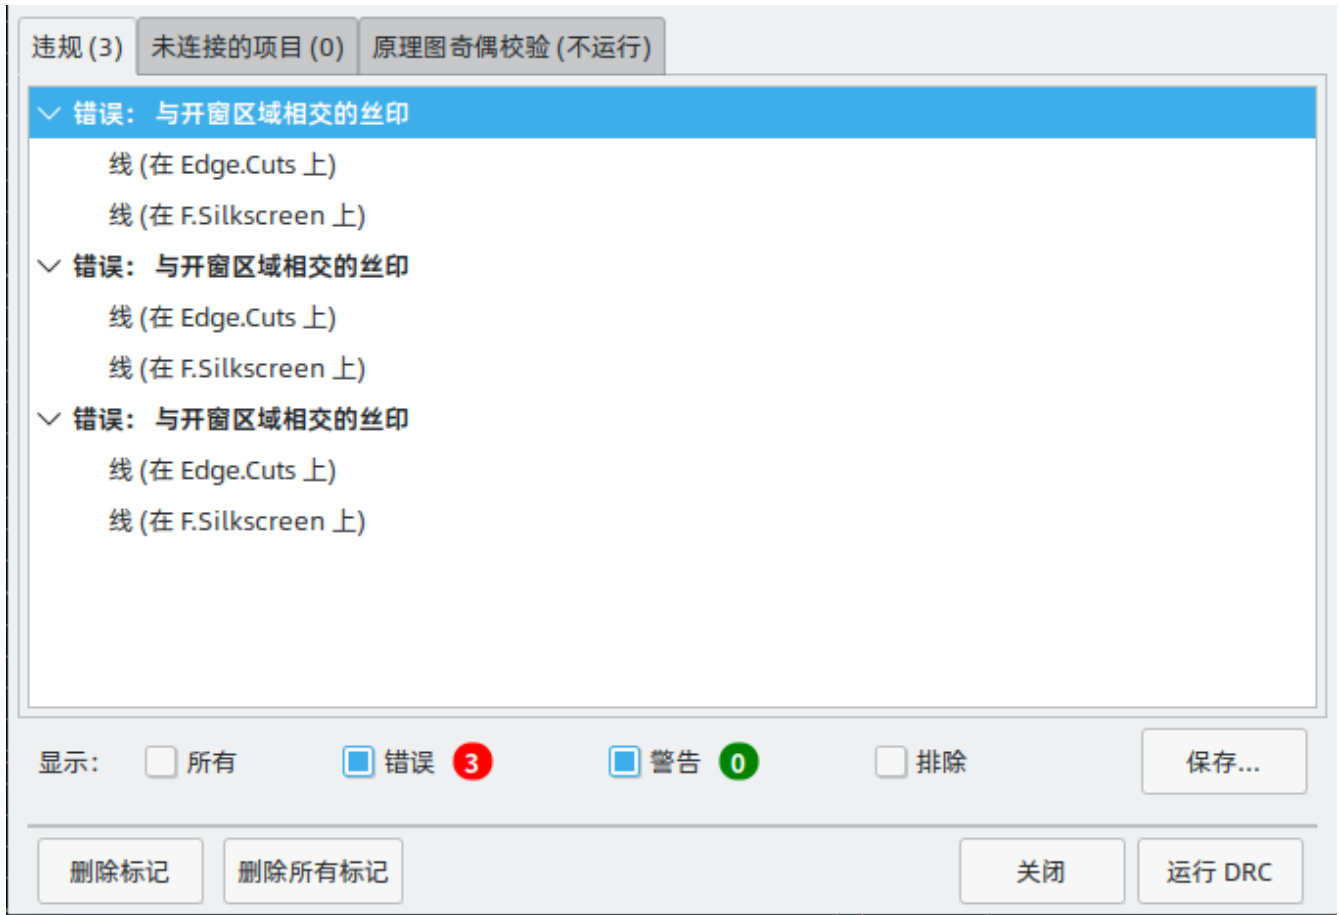 违规 (3) 未连接的项目 (0) 原理图奇偶校验 (不运行)
错误： 与开窗区域相交的丝印
线 (在 Edge.Cuts 上)
线 (在 F.Silkscreen 上)
错误： 与开窗区域相交的丝印
线 (在 Edge.Cuts 上)
线 (在 F.Silkscreen 上)
错误： 与开窗区域相交的丝印
线 (在 Edge.Cuts 上)
线 (在 F.Silkscreen 上)
显示： 所有 错误 3 警告 0 排除 保存...
删除标记 删除所有标记 关闭 运行 DRC